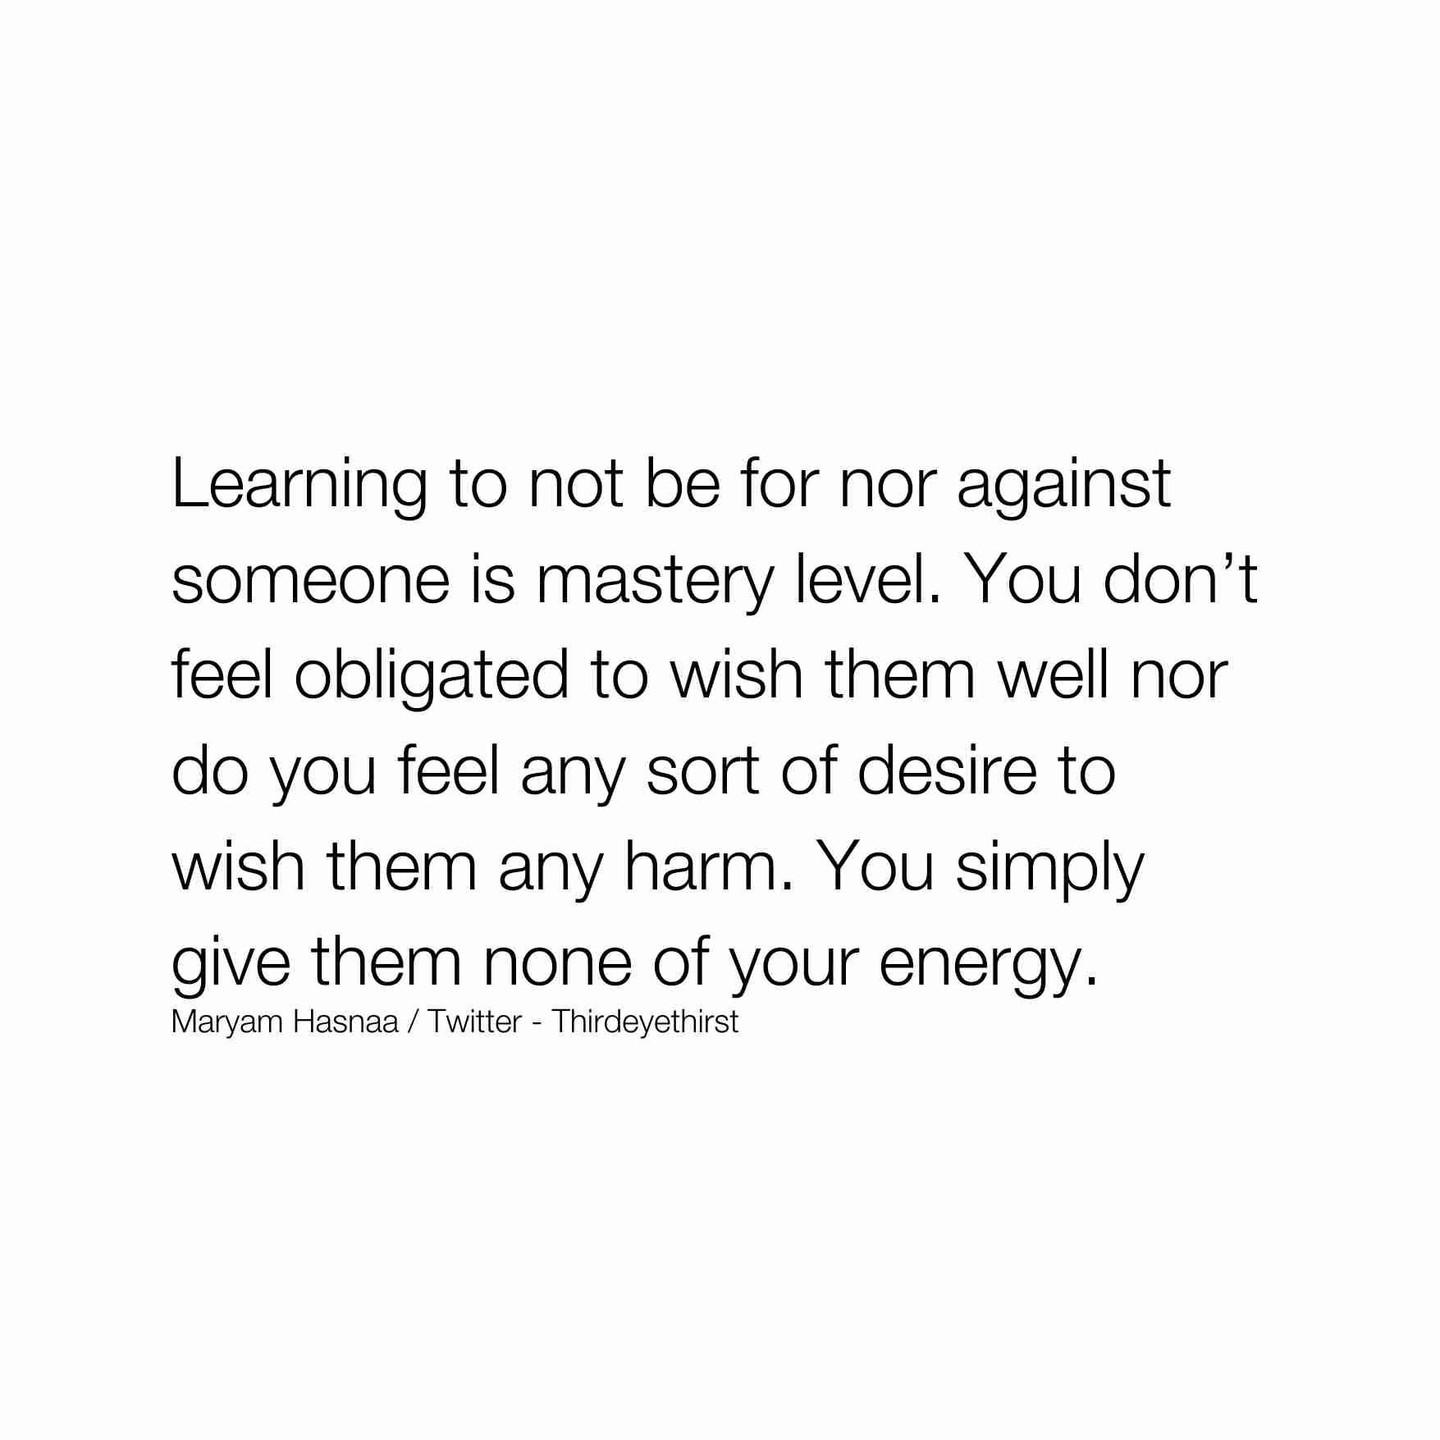 Learning to not be for nor against
someone is mastery level. You don’t
feel obligated to wish them well nor
do you feel any sort of desire to
wish them any harm. You simply
give them none of your energy.
Maryam Hasnaa / Twitter - Thirdeyethirst